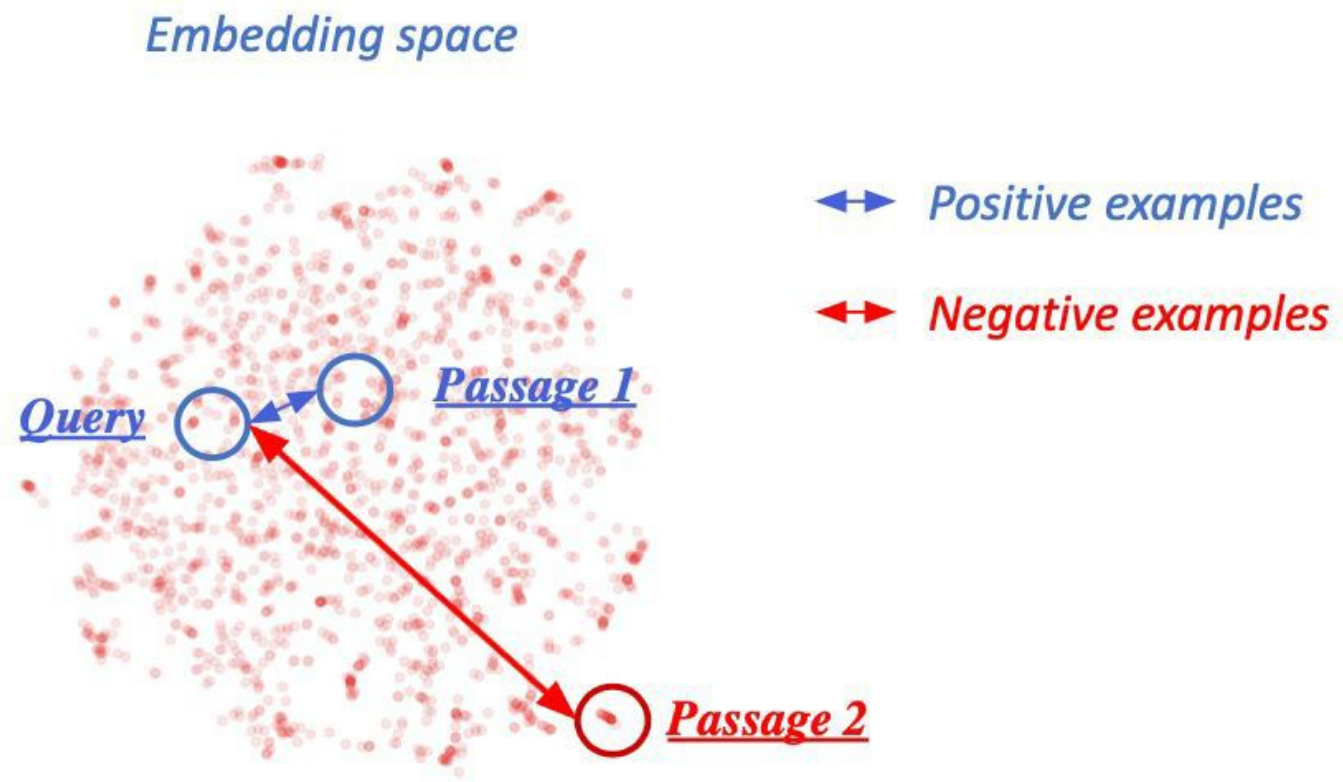 Embedding space
Positive examples
Negative examples
Passage 1
Query
Passage 2